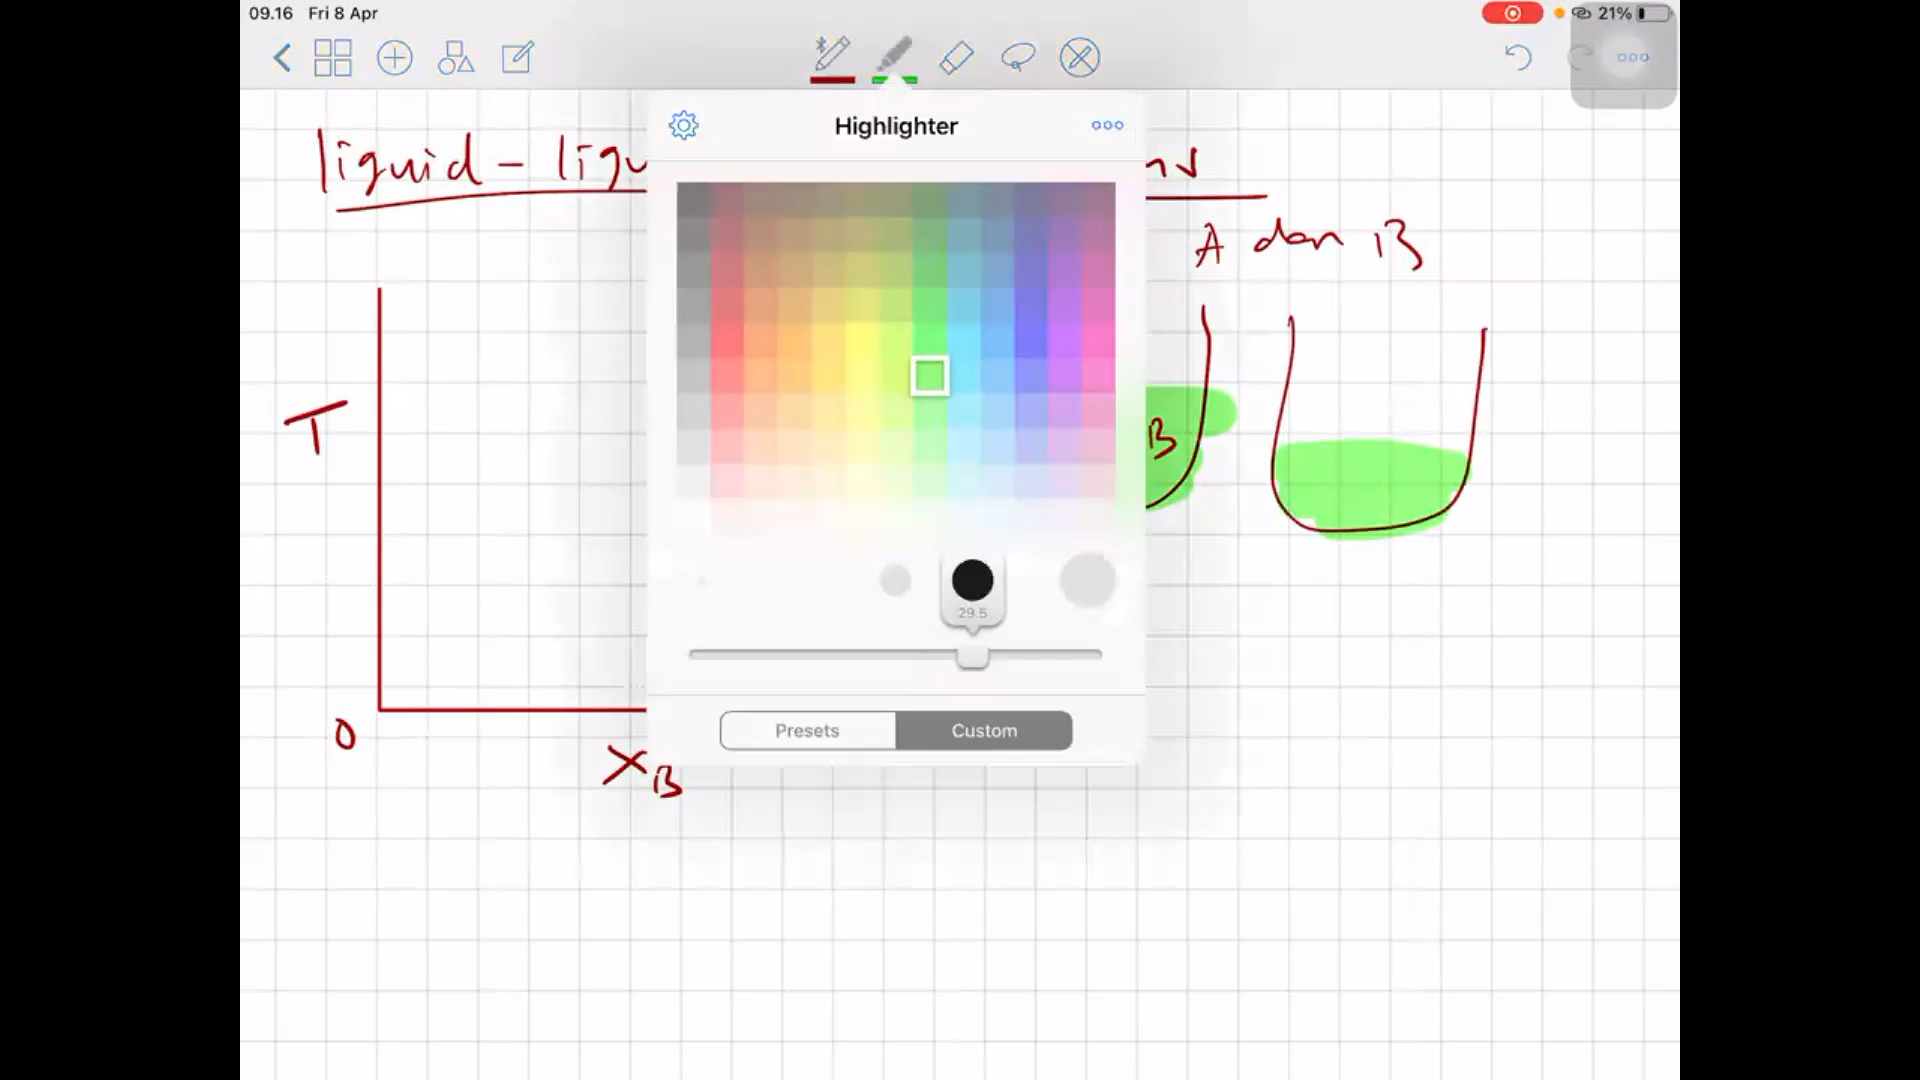 09.16 Fri 8 Apr
21%
Highlighter
liquid - liqu
A dan B
T
B
29.5
0
Presets Custom
XB